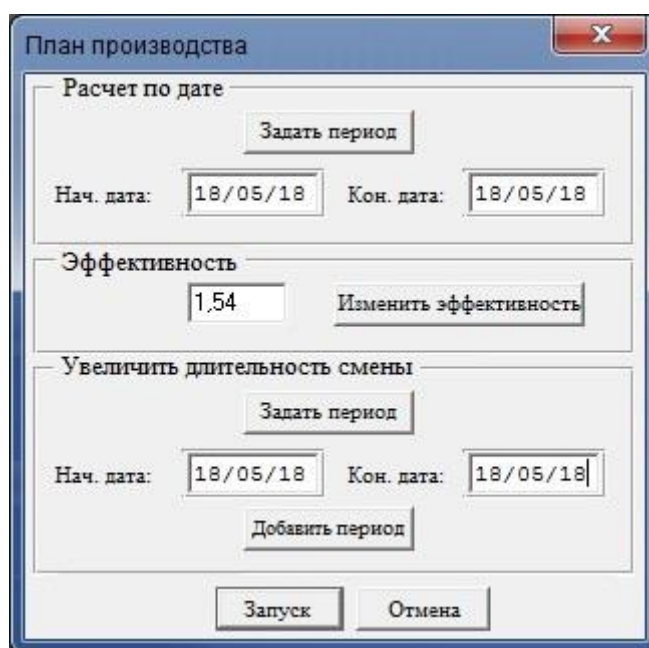 План производства
Расчет по дате
Задать период
Нач. дата: 18/05/18 Кон. дата: 18/05/18
Эффективность
1,54 Изменить эффективность
Увеличить длительность смены
Задать период
Нач. дата: 18/05/18 Кон. дата: 18/05/18
Добавить период
Запуск Отмена